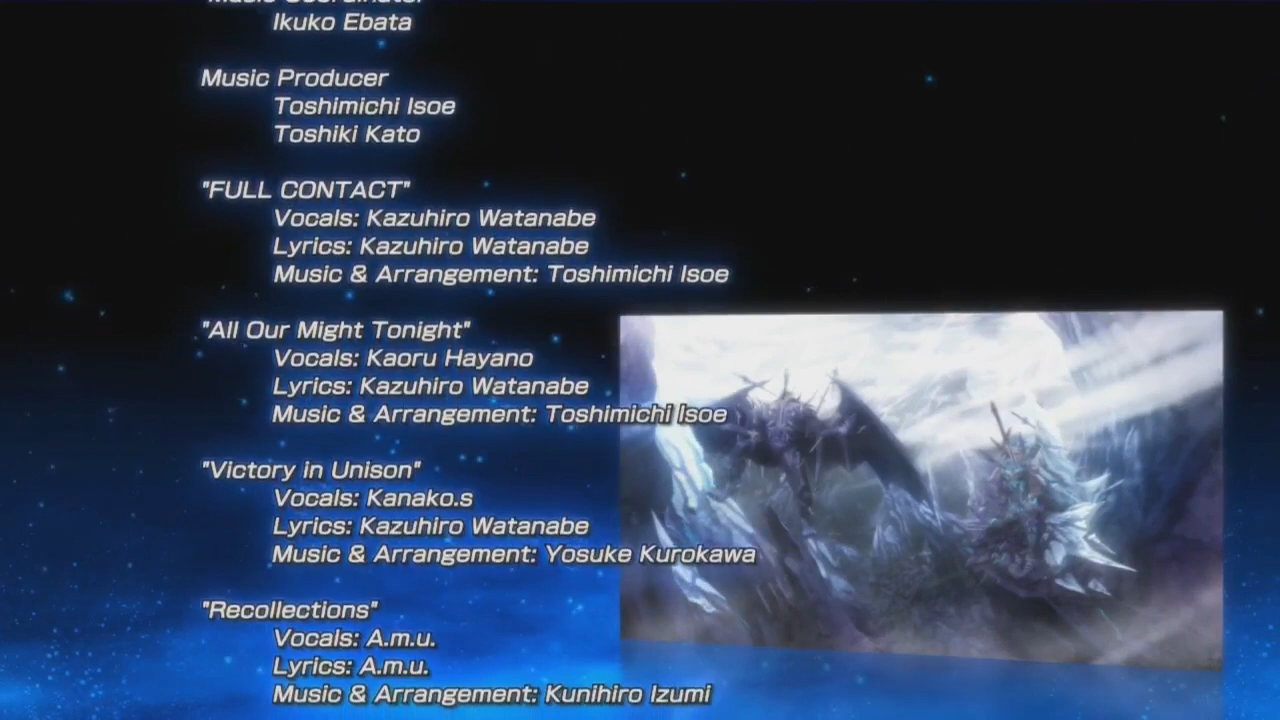 Music Coordinator
Ikuko Ebata
Music Producer
Toshimichi Isoe
Toshiki Kato
"FULL CONTACT"
Vocals: Kazuhiro Watanabe
Lyrics: Kazuhiro Watanabe
Music & Arrangement: Toshimichi Isoe
"All Our Might Tonight"
Vocals: Kaoru Hayano
Lyrics: Kazuhiro Watanabe
Music & Arrangement: Toshimichi Isoe
"Victory in Unison"
Vocals: Kanako.s
Lyrics: Kazuhiro Watanabe
Music & Arrangement: Yosuke Kurokawa
"Recollections"
Vocals: A.m.u.
Lyrics: A.m.u.
Music & Arrangement: Kunihiro Izumi